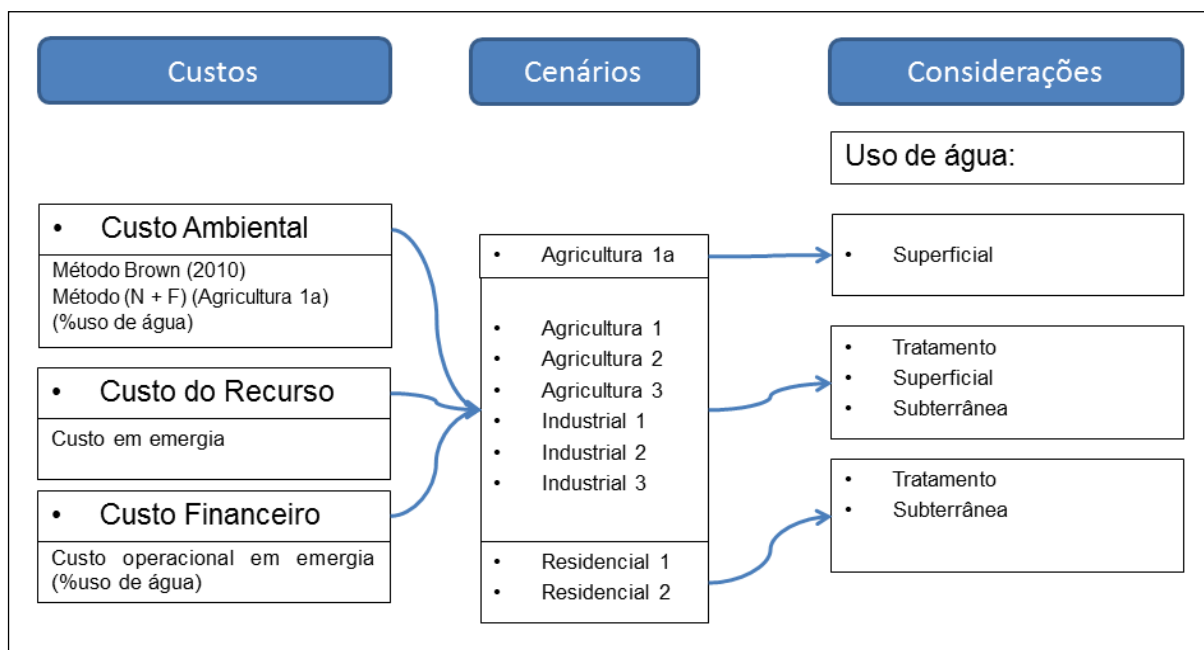 Custos
Cenários
Considerações
Uso de água:
• Custo Ambiental
Método Brown (2010)
Método (N + F) (Agricultura 1a)
(%uso de água)
• Custo do Recurso
Custo em emergia
• Custo Financeiro
Custo operacional em emergia
(%uso de água)
• Agricultura 1a
• Agricultura 1
• Agricultura 2
• Agricultura 3
• Industrial 1
• Industrial 2
• Industrial 3
• Residencial 1
• Residencial 2
• Superficial
• Tratamento
• Superficial
• Subterrânea
• Tratamento
• Subterrânea